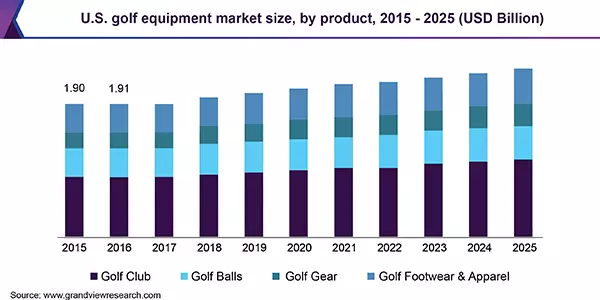 U.S. golf equipment market size, by product, 2015 - 2025 (USD Billion)
1.90 1.91
2015 2016 2017 2018 2019 2020 2021 2022 2023 2024 2025
Golf Club Golf Balls Golf Gear Golf Footwear & Apparel
Source: www.grandviewresearch.com